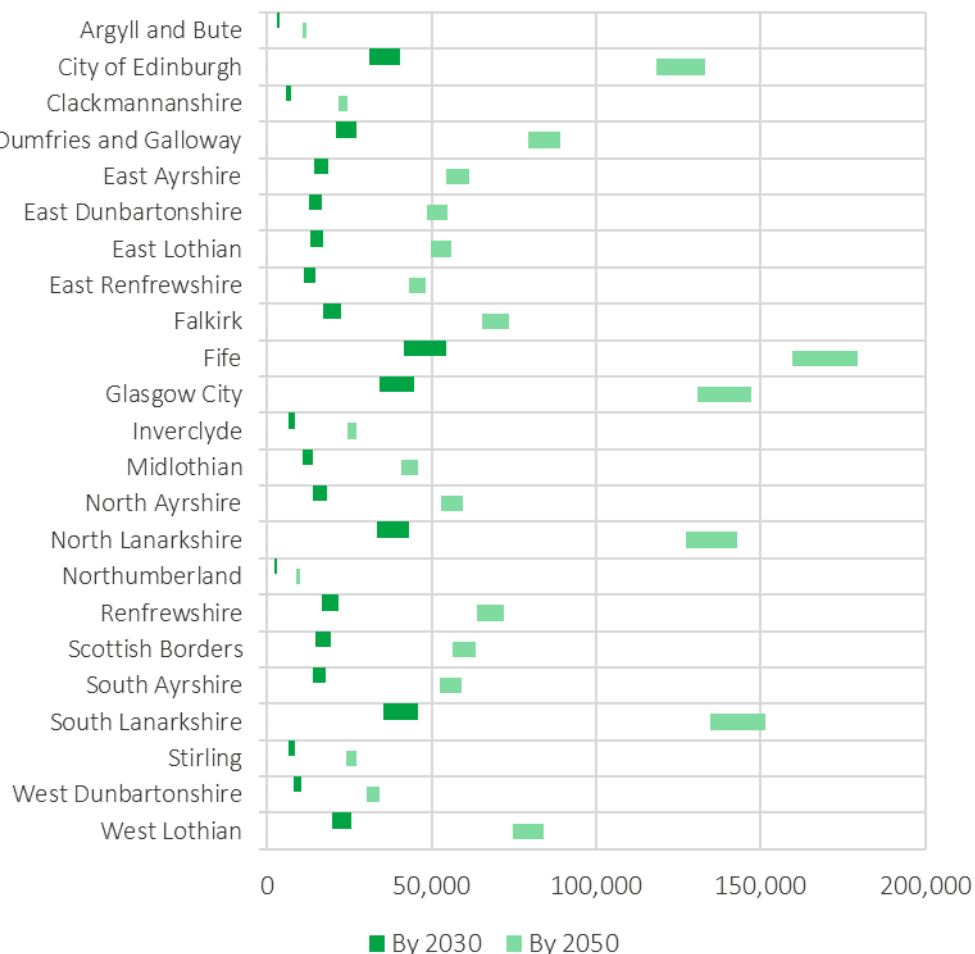 Argyll and Bute
City of Edinburgh
Clackmannanshire
Dumfries and Galloway
East Ayrshire
East Dunbartonshire
East Lothian
East Renfrewshire
Falkirk
Fife
Glasgow City
Inverclyde
Midlothian
North Ayrshire
North Lanarkshire
Northumberland
Renfrewshire
Scottish Borders
South Ayrshire
South Lanarkshire
Stirling
West Dunbartonshire
West Lothian
0 50,000 100,000 150,000 200,000
By 2030 By 2050